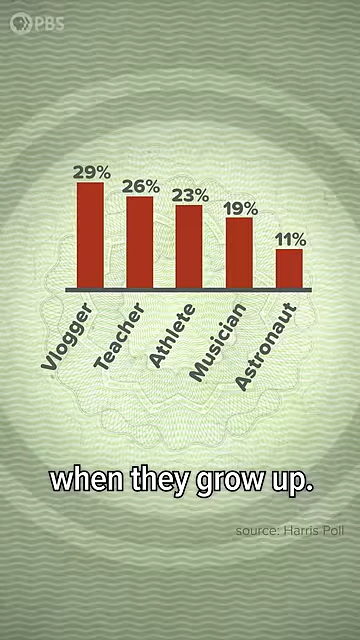 PBS
29%
26%
23%
19%
11%
Vlogger
Teacher
Athlete
Musician
Astronaut
when they grow up.
source: Harris Poll